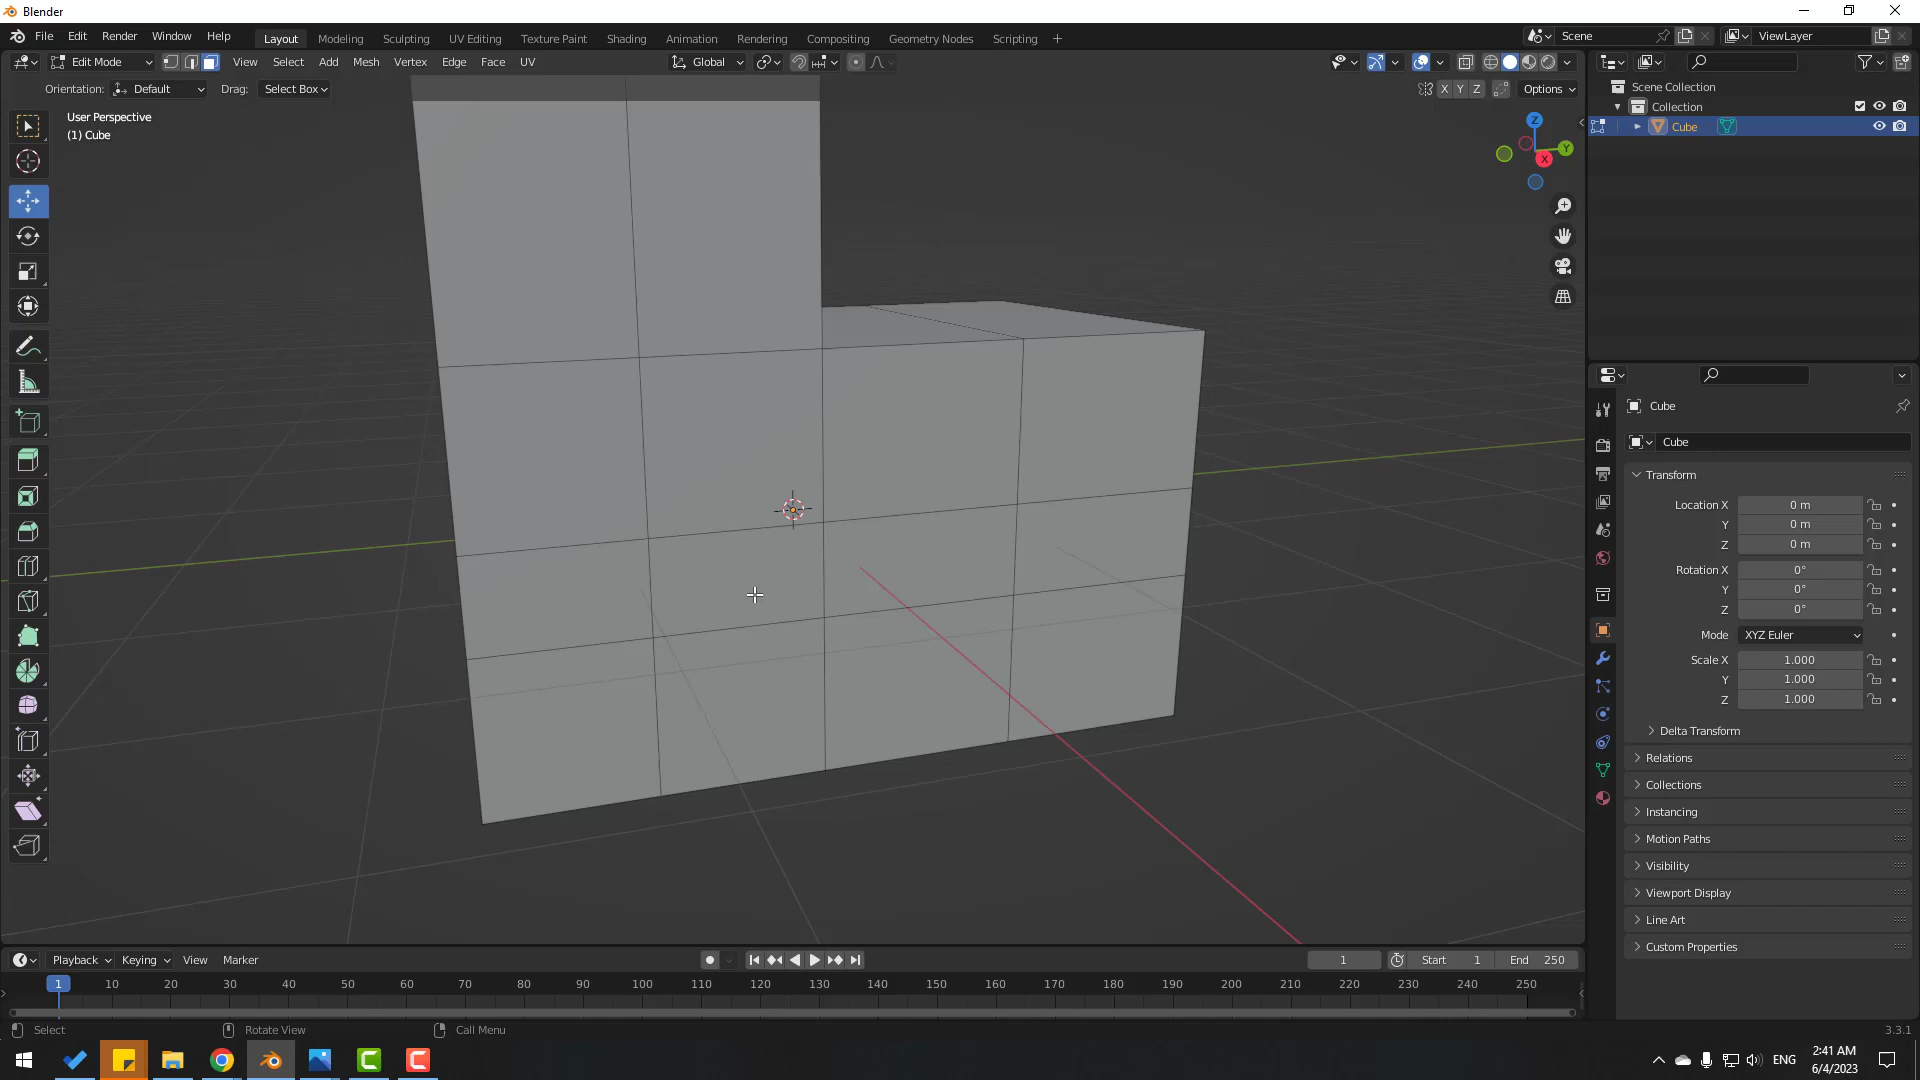 Blender
File Edit Render Window Help
Layout Modeling Sculpting UV Editing Texture Paint Shading Animation Rendering Compositing Geometry Nodes Scripting +
Scene ViewLayer
Edit Mode View Select Add Mesh Vertex Edge Face UV Global
Orientation: Default Drag: Select Box X Y Z Options
User Perspective
(1) Cube
Z
Y
X
Scene Collection
Collection
Cube
Cube
Cube
Transform
Location X 0 m
Y 0 m
Z 0 m
Rotation X 0°
Y 0°
Z 0°
Mode XYZ Euler
Scale X 1.000
Y 1.000
Z 1.000
Delta Transform
Relations
Collections
Instancing
Motion Paths
Visibility
Viewport Display
Line Art
Custom Properties
Playback Keying View Marker 1 Start 1 End 250
1 10 20 30 40 50 60 70 80 90 100 110 120 130 140 150 160 170 180 190 200 210 220 230 240 250
Select Rotate View Call Menu 3.3.1
ENG 2:41 AM
6/4/2023